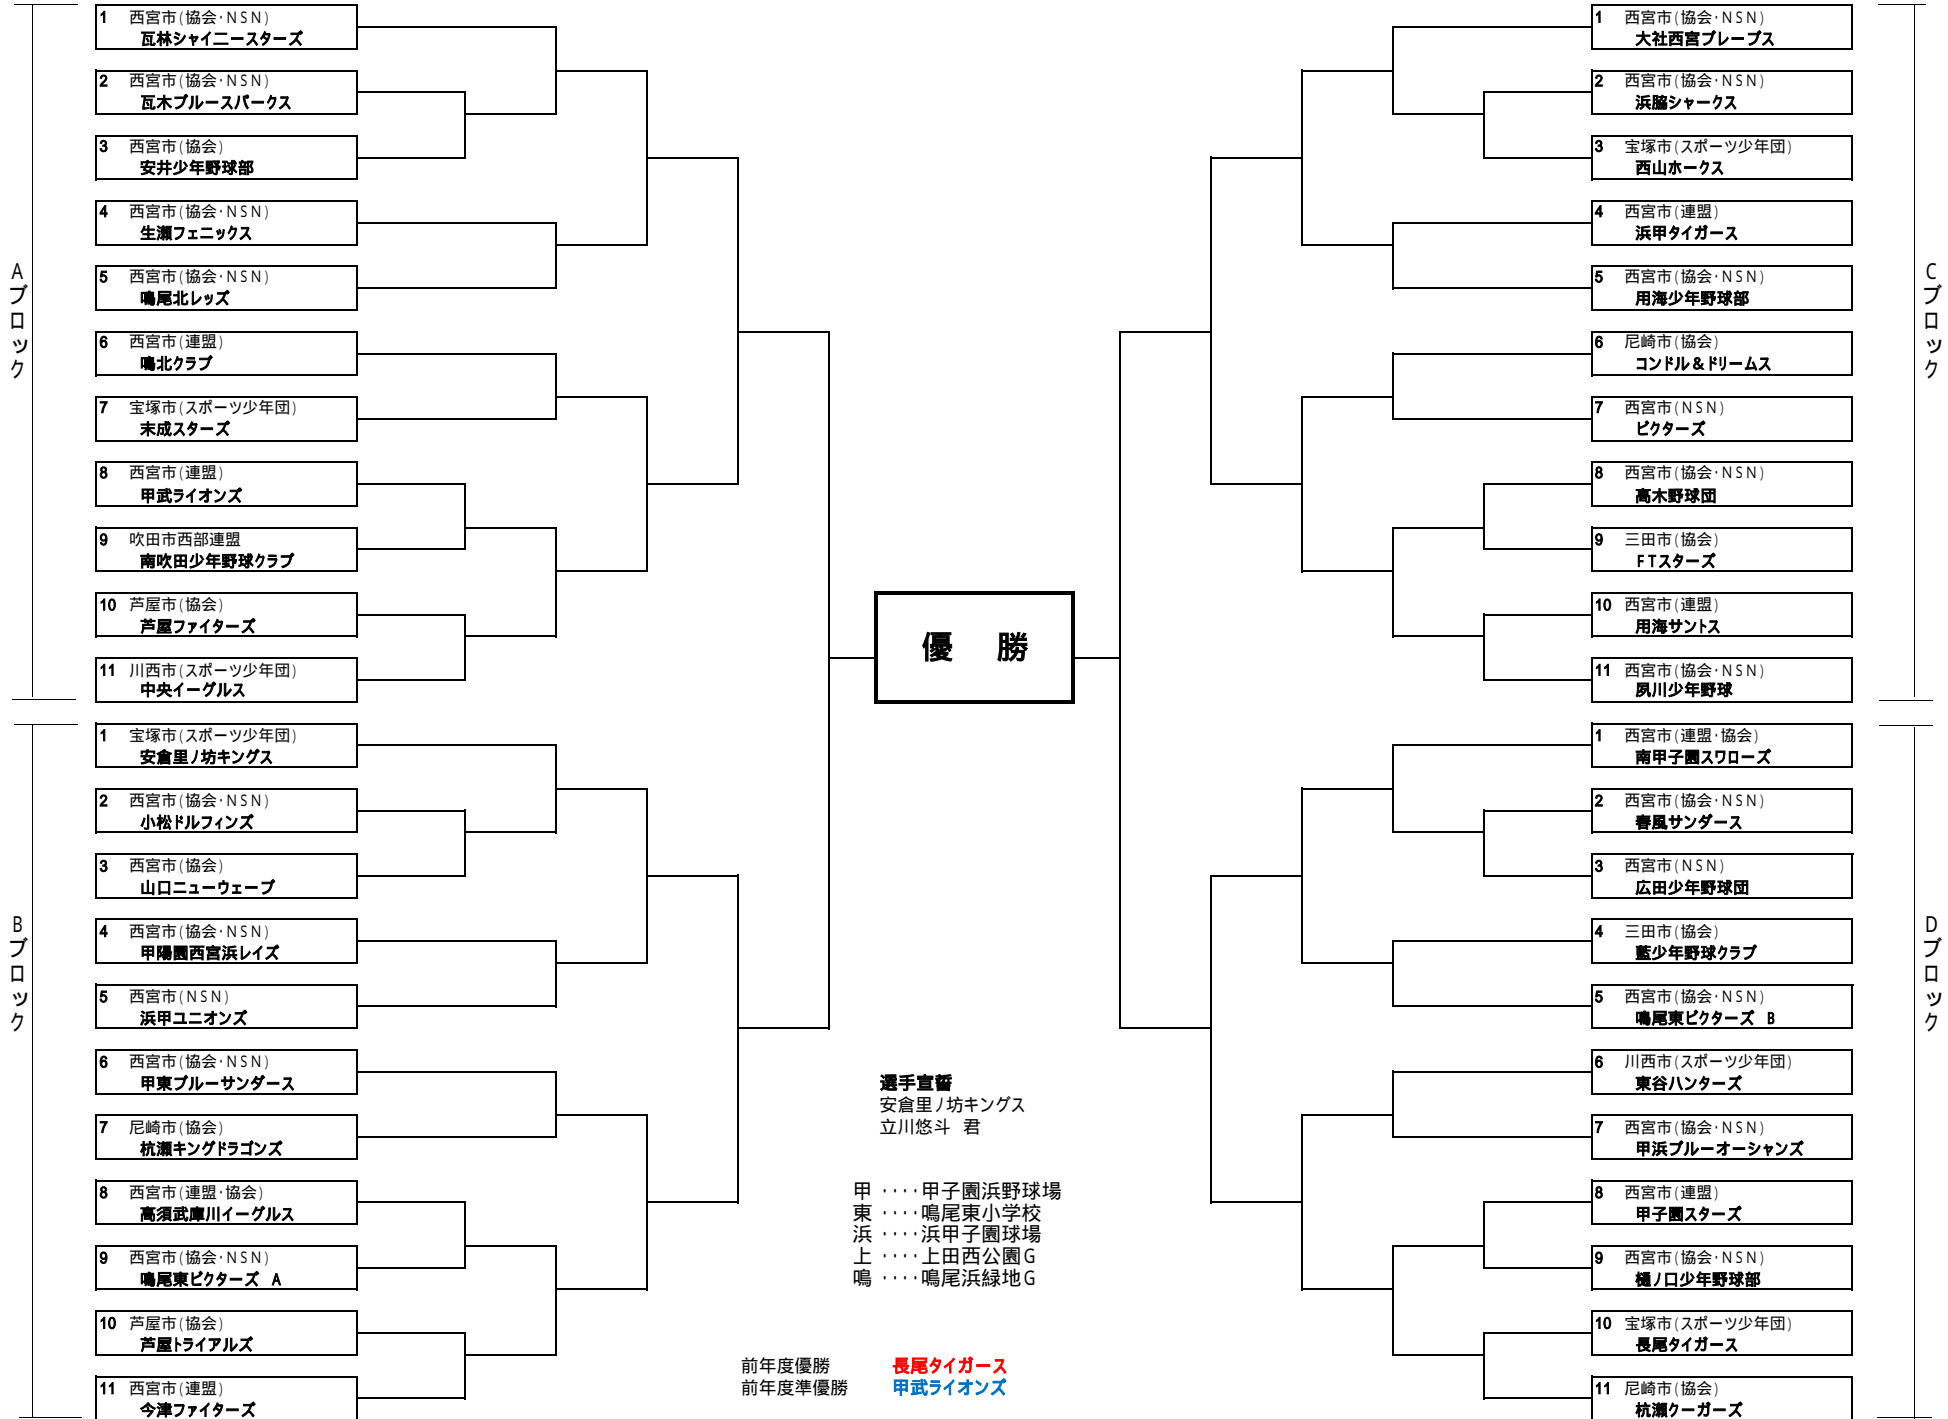 Aブロック
1 西宮市(協会・NSN)
瓦林シャイニースターズ
2 西宮市(協会・NSN)
瓦木ブルースパークス
3 西宮市(協会)
安井少年野球部
4 西宮市(協会・NSN)
生瀬フェニックス
5 西宮市(協会・NSN)
鳴尾北レッズ
6 西宮市(連盟)
鳴北クラブ
7 宝塚市(スポーツ少年団)
末成スターズ
8 西宮市(連盟)
甲武ライオンズ
9 吹田市西部連盟
南吹田少年野球クラブ
10 芦屋市(協会)
芦屋ファイターズ
11 川西市(スポーツ少年団)
中央イーグルス
Bブロック
1 宝塚市(スポーツ少年団)
安倉里ノ坊キングス
2 西宮市(協会・NSN)
小松ドルフィンズ
3 西宮市(協会)
山口ニューウェーブ
4 西宮市(協会・NSN)
甲陽園西宮浜レイズ
5 西宮市(NSN)
浜甲ユニオンズ
6 西宮市(協会・NSN)
甲東ブルーサンダース
7 尼崎市(協会)
杭瀬キングドラゴンズ
8 西宮市(連盟・協会)
高須武庫川イーグルス
9 西宮市(協会・NSN)
鳴尾東ビクターズ A
10 芦屋市(協会)
芦屋トライアルズ
11 西宮市(連盟)
今津ファイターズ
優 勝
選手宣誓
安倉里ノ坊キングス
立川悠斗 君
甲 ････甲子園浜野球場
東 ････鳴尾東小学校
浜 ････浜甲子園球場
上 ････上田西公園G
鳴 ････鳴尾浜緑地G
前年度優勝 長尾タイガース
前年度準優勝 甲武ライオンズ
Cブロック
1 西宮市(協会・NSN)
大社西宮ブレーブス
2 西宮市(協会・NSN)
浜脇シャークス
3 宝塚市(スポーツ少年団)
西山ホークス
4 西宮市(連盟)
浜甲タイガース
5 西宮市(協会・NSN)
用海少年野球部
6 尼崎市(協会)
コンドル＆ドリームス
7 西宮市(NSN)
ビクターズ
8 西宮市(協会・NSN)
高木野球団
9 三田市(協会)
FTスターズ
10 西宮市(連盟)
用海サントス
11 西宮市(協会・NSN)
夙川少年野球
Dブロック
1 西宮市(連盟・協会)
南甲子園スワローズ
2 西宮市(協会・NSN)
春風サンダース
3 西宮市(NSN)
広田少年野球団
4 三田市(協会)
藍少年野球クラブ
5 西宮市(協会・NSN)
鳴尾東ビクターズ B
6 川西市(スポーツ少年団)
東谷ハンターズ
7 西宮市(協会・NSN)
甲浜ブルーオーシャンズ
8 西宮市(連盟)
甲子園スターズ
9 西宮市(協会・NSN)
樋ノ口少年野球部
10 宝塚市(スポーツ少年団)
長尾タイガース
11 尼崎市(協会)
杭瀬クーガーズ